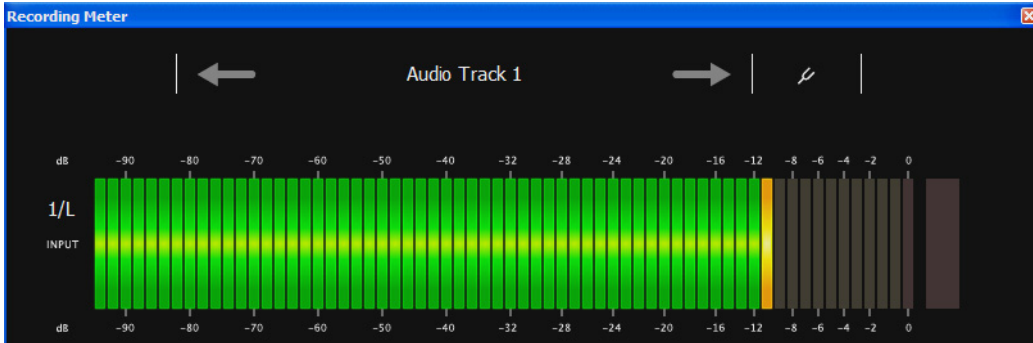 Recording Meter
Audio Track 1
dB -90 -80 -70 -60 -50 -40 -32 -28 -24 -20 -16 -12 -8 -6 -4 -2 0
1/L
INPUT
dB -90 -80 -70 -60 -50 -40 -32 -28 -24 -20 -16 -12 -8 -6 -4 -2 0